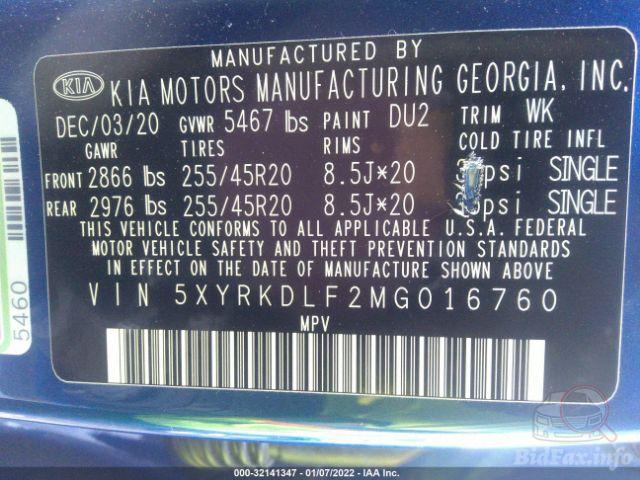 MANUFACTURED BY
KIA KIA MOTORS MANUFACTURING GEORGIA, INC.
DEC/03/20 GVWR 5467 lbs PAINT DU2 TRIM WK
GAWR TIRES RIMS COLD TIRE INFL
FRONT 2866 lbs 255/45R20 8.5J*20 psi SINGLE
REAR 2976 lbs 255/45R20 8.5J*20 psi SINGLE
THIS VEHICLE CONFORMS TO ALL APPLICABLE U.S.A. FEDERAL
MOTOR VEHICLE SAFETY AND THEFT PREVENTION STANDARDS
IN EFFECT ON THE DATE OF MANUFACTURE SHOWN ABOVE
VIN 5XYRKDLF2MG016760
MPV
5460
BidFax.info
000-32141347 - 01/07/2022 - IAA Inc.